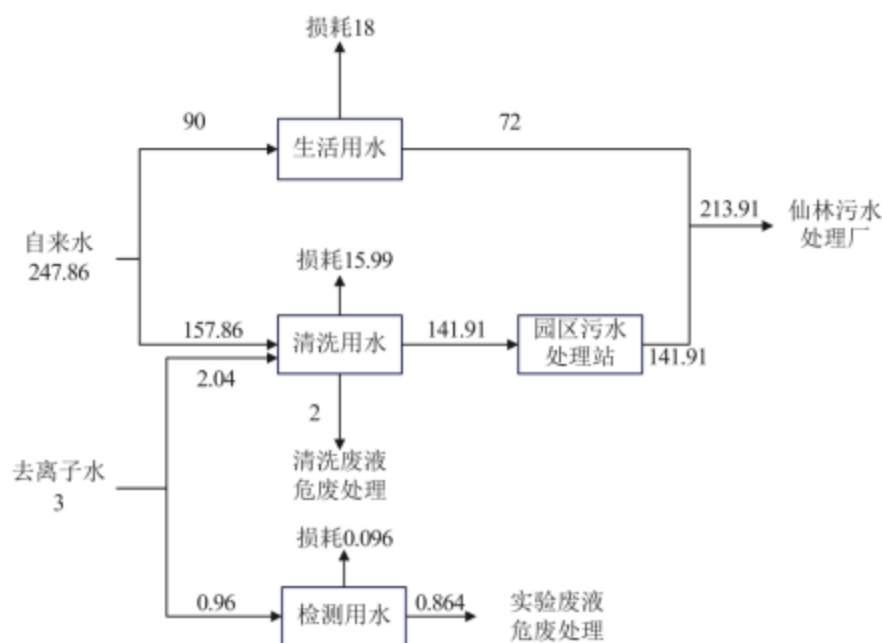 损耗18
90
生活用水
72
213.91
仙林污水
处理厂
自来水
247.86
损耗15.99
157.86
清洗用水
141.91
园区污水
处理站
141.91
2.04
2
清洗废液
危废处理
去离子水
3
损耗0.096
0.96
检测用水
0.864
实验废液
危废处理